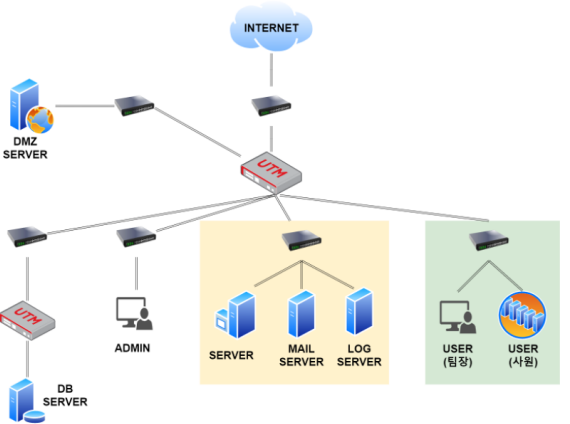 INTERNET
DMZ
SERVER
UTM
UTM
ADMIN
SERVER
MAIL
SERVER
LOG
SERVER
USER
(팀장)
USER
(사원)
DB
SERVER